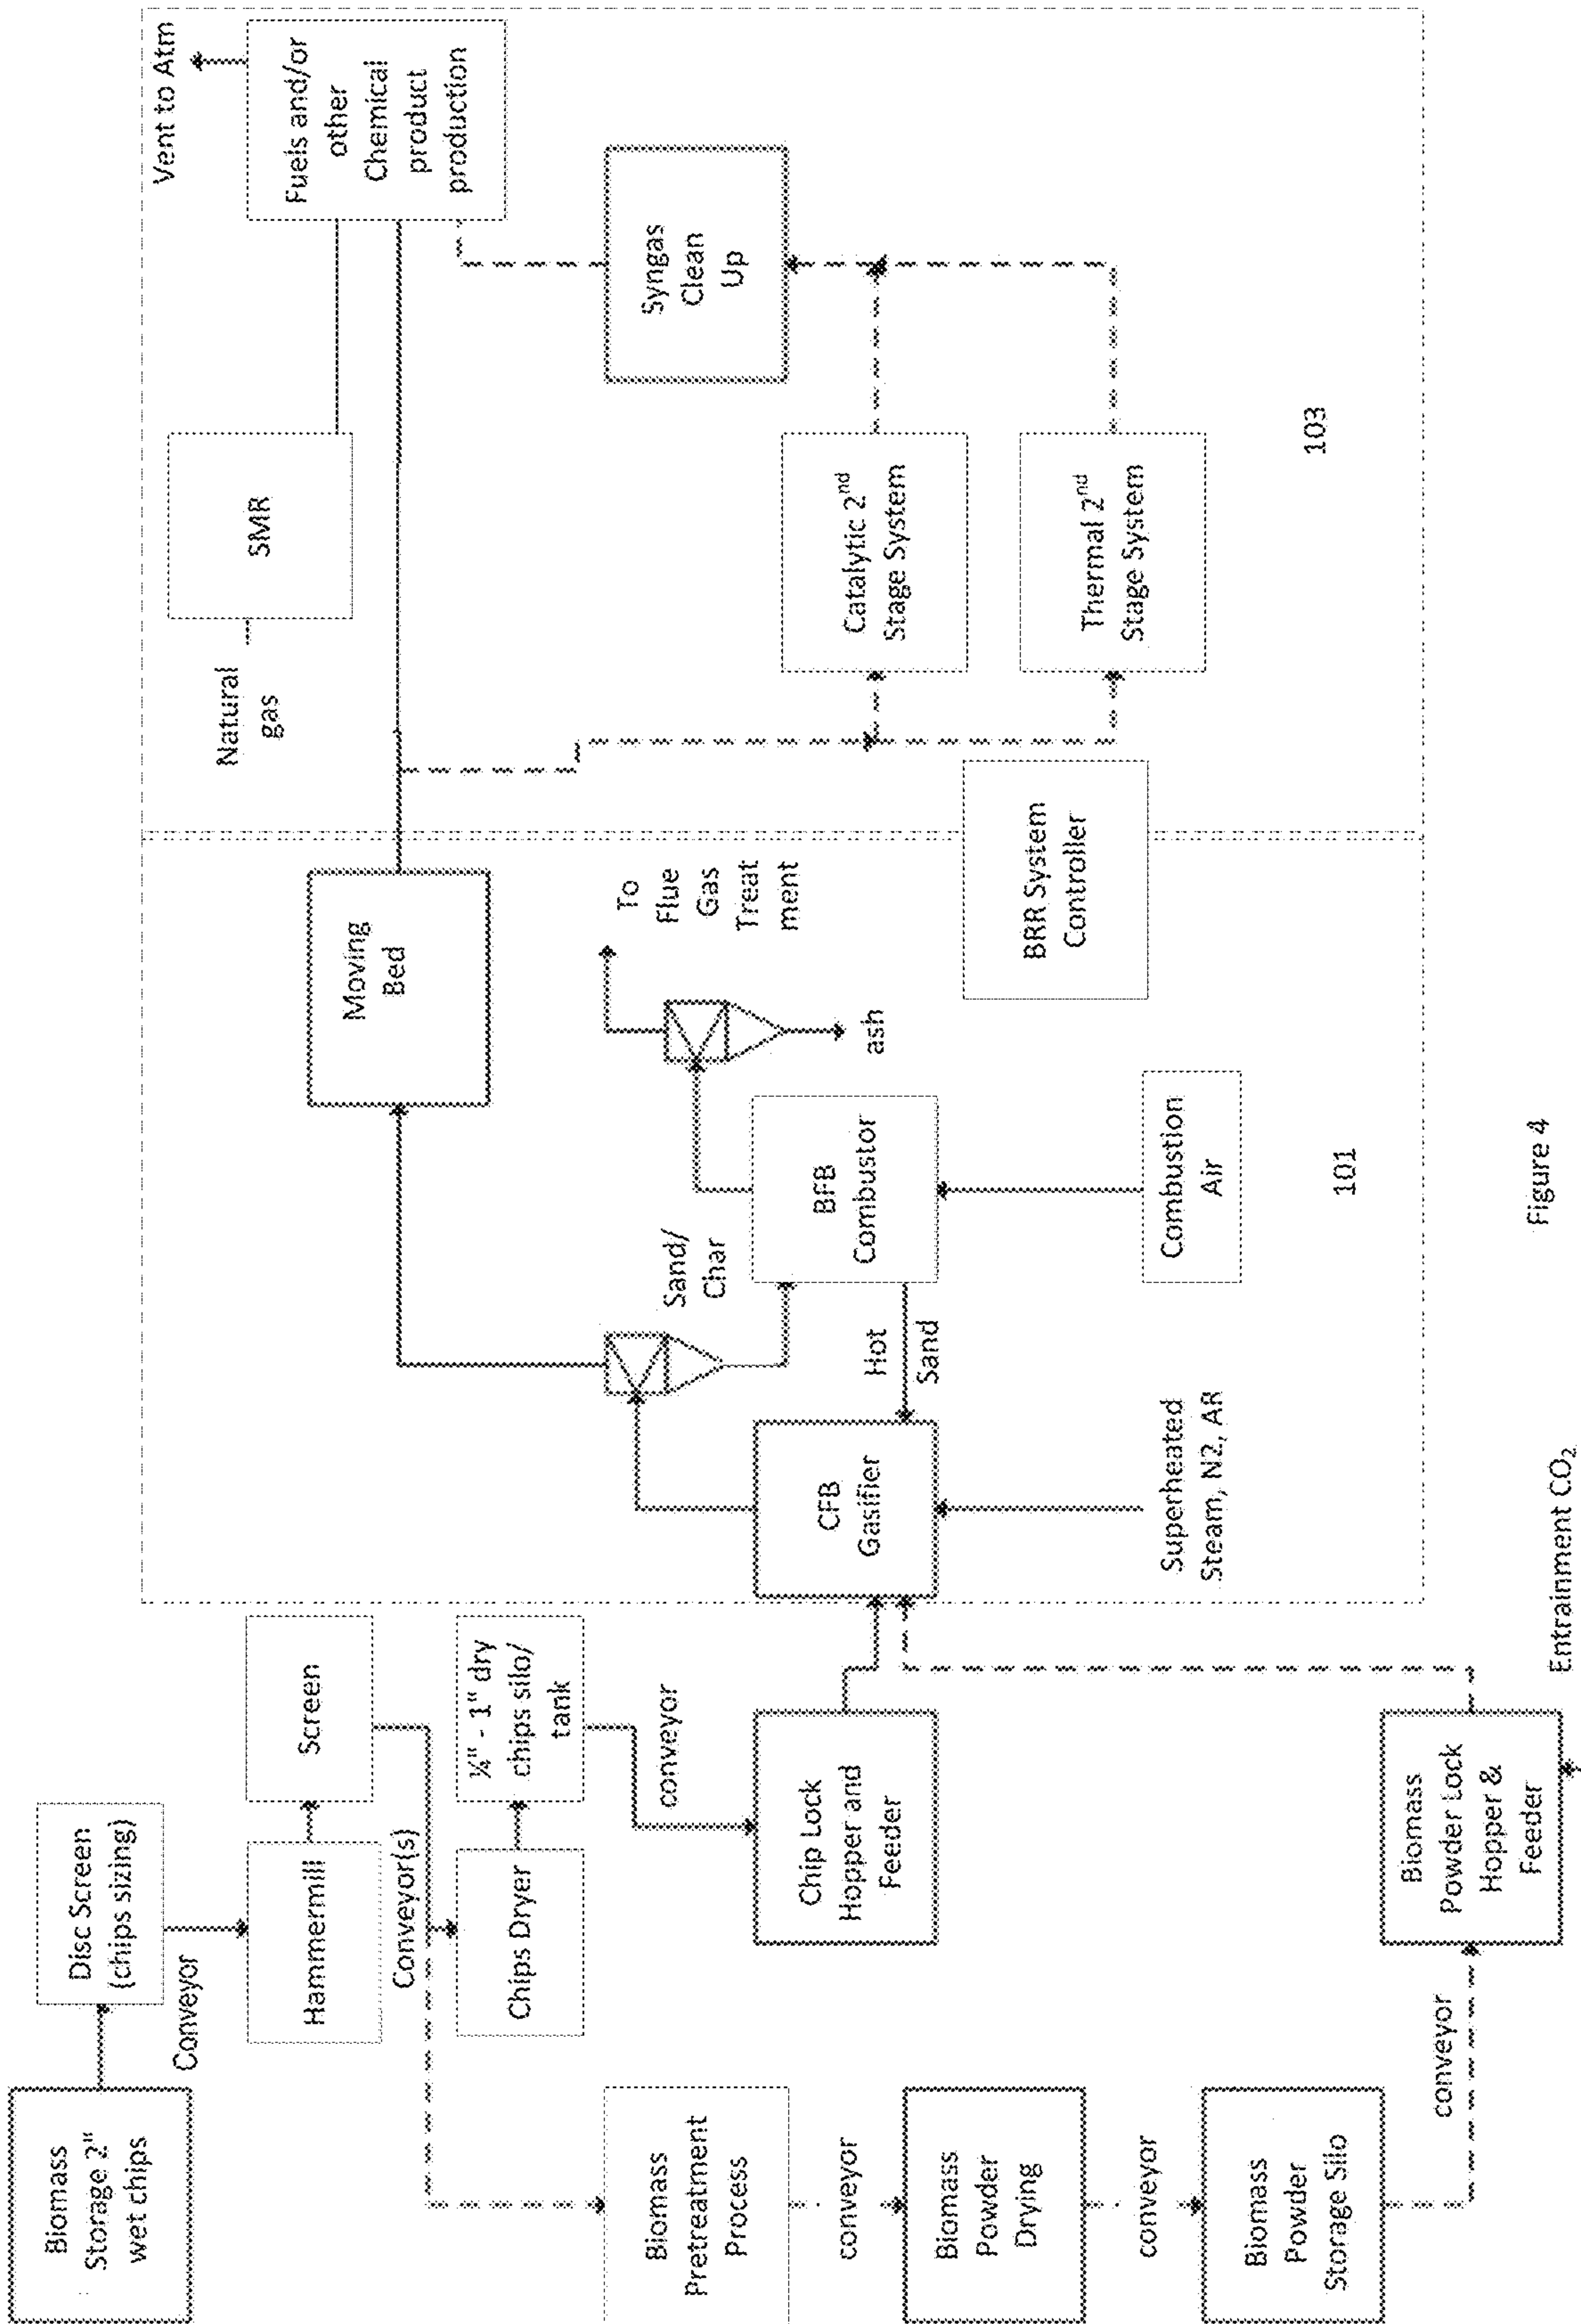 Biomass
Storage 2"
wet chips
Disc Screen
(chips sizing)
Conveyor
Hammermill
Screen
Conveyor(s)
Chips Dryer
¼" - 1" dry
chips silo/
tank
conveyor
Chip Lock
Hopper and
Feeder
Biomass
Pretreatment
Process
conveyor
Biomass
Powder
Drying
conveyor
Biomass
Powder
Storage Silo
conveyor
Biomass
Powder Lock
Hopper &
Feeder
Entrainment CO₂
CFB
Gasifier
Superheated
Steam, N2, AR
Hot
Sand
Sand/
Char
BFB
Combustor
Combustion
Air
ash
To
Flue
Gas
Treat
ment
Moving
Bed
101
BRR System
Controller
Natural
gas
SMR
Catalytic 2nd
Stage System
Thermal 2nd
Stage System
Syngas
Clean
Up
Fuels and/or
other
Chemical
product
production
Vent to Atm
103
Figure 4